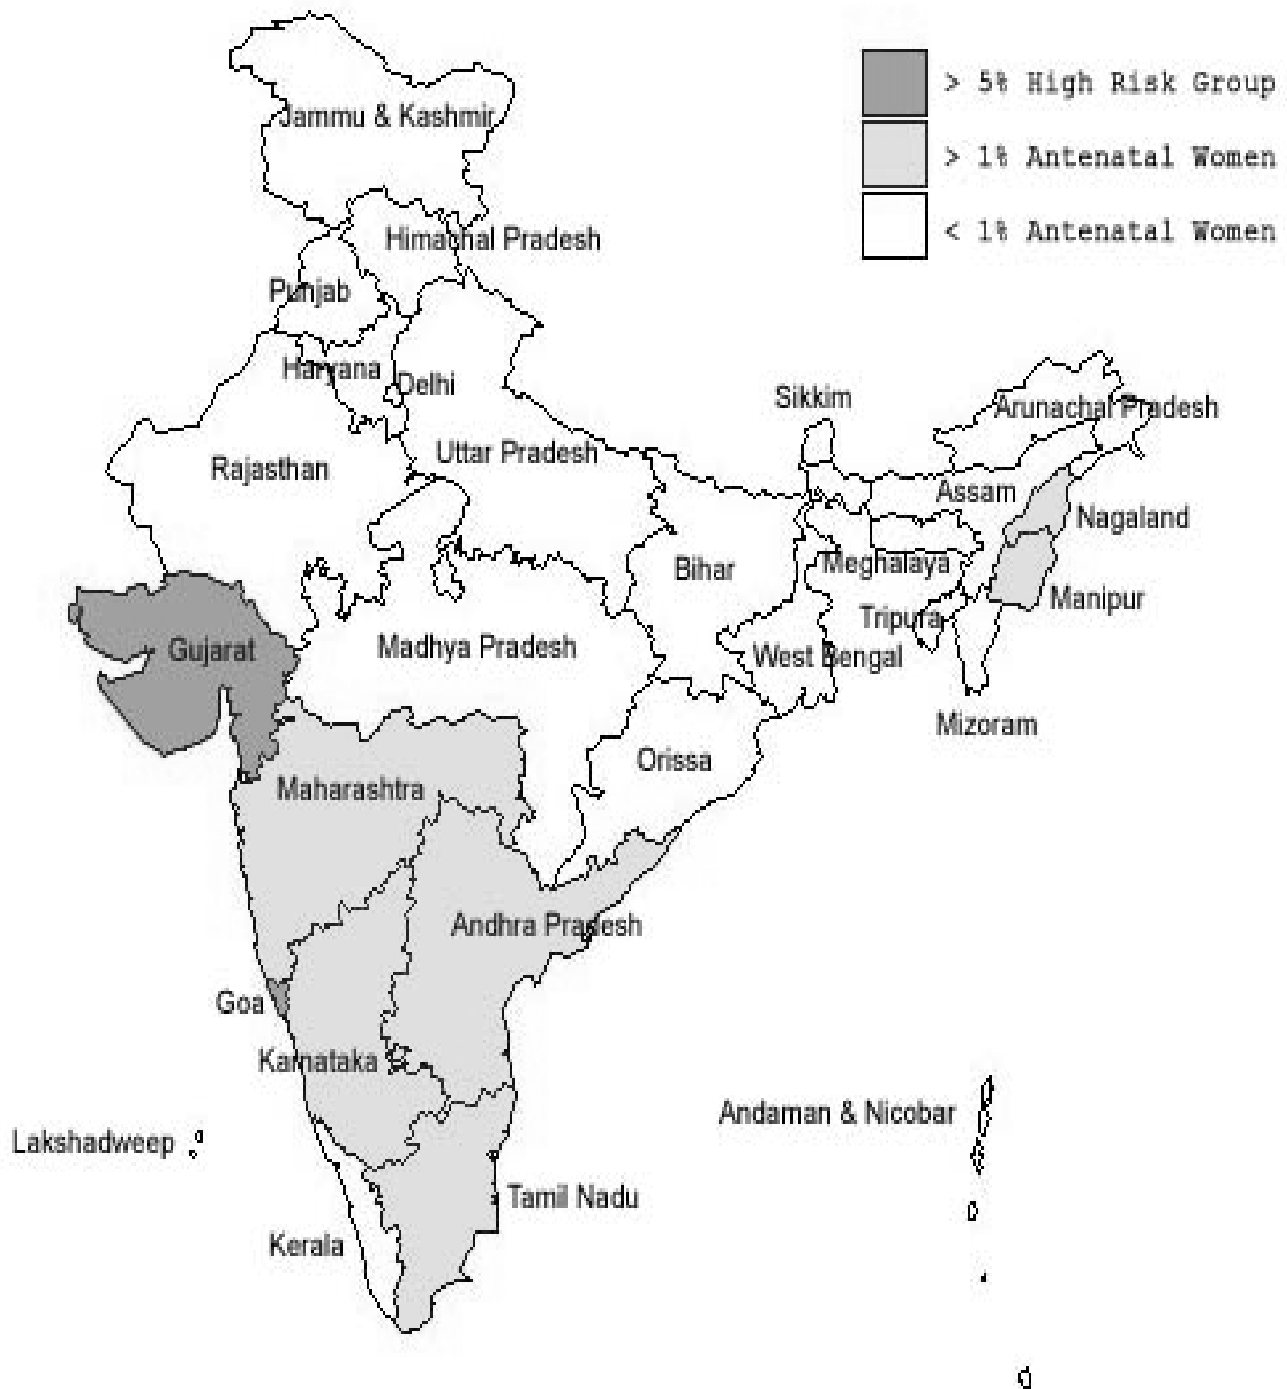 > 5% High Risk Group
Jammu & Kashmir
> 1% Antenatal Women
< 1% Antenatal Women
Himachal Pradesh
Punjab
Haryana
Delhi
Sikkim
Arunachal Pradesh
Uttar Pradesh
Rajasthan
Assam
Nagaland
Meghalaya
Bihar
Manipur
Tripura
Gujarat
Madhya Pradesh
West Bengal
Mizoram
Orissa
Maharashtra
Andhra Pradesh
Goa
Karnataka
Andaman & Nicobar
Lakshadweep
Tamil Nadu
Kerala